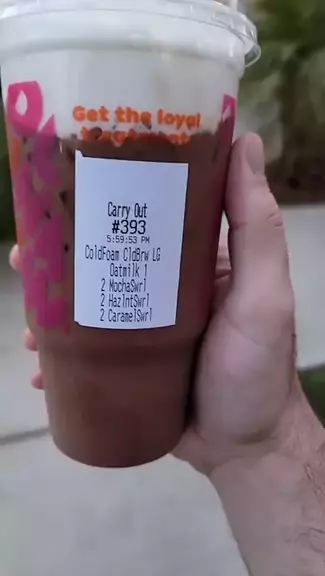 Get the loyal
Carry Out
#393
5:59:53 PM
ColdFoam CldBrw LG
Oatmilk 1
2 MochaSwrl
2 HazlntSwrl
2 CaramelSwrl